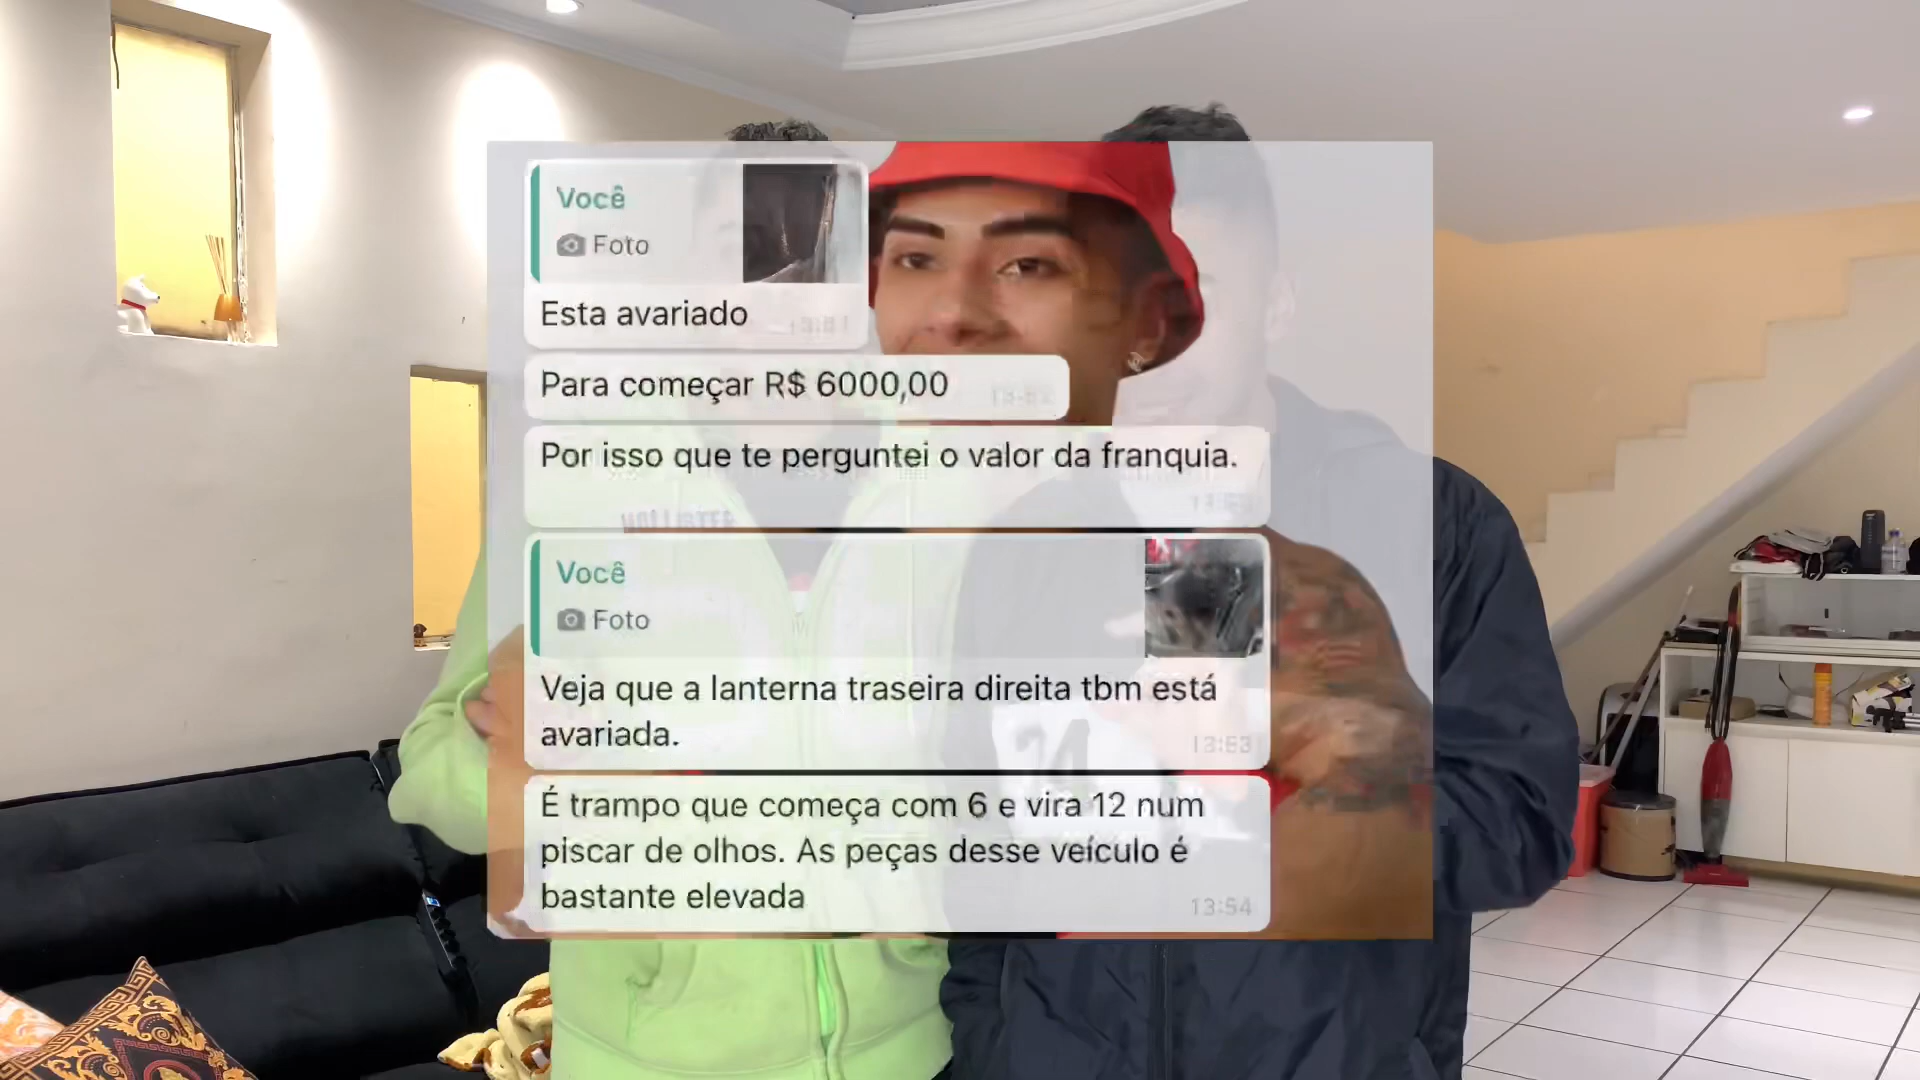 Você
Foto
Esta avariado
Para começar R$ 6000,00
Por isso que te perguntei o valor da franquia.
HOLLISTER
Você
Foto
Veja que a lanterna traseira direita tbm está
avariada.
13:53
É trampo que começa com 6 e vira 12 num
piscar de olhos. As peças desse veículo é
bastante elevada
13:54